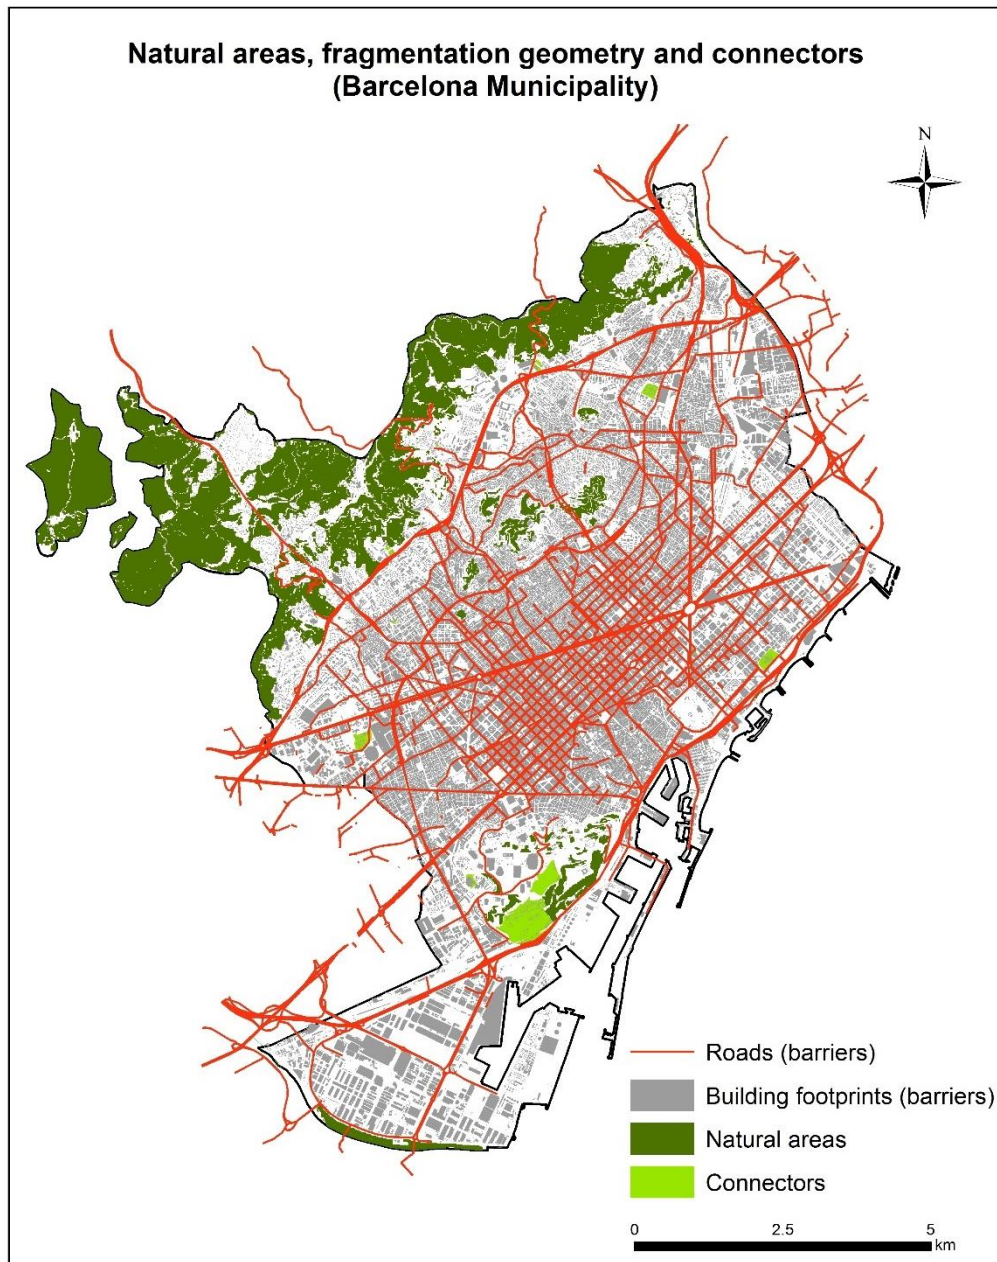 Natural areas, fragmentation geometry and connectors
(Barcelona Municipality)
N
Roads (barriers)
Building footprints (barriers)
Natural areas
Connectors
0 2.5 5
km